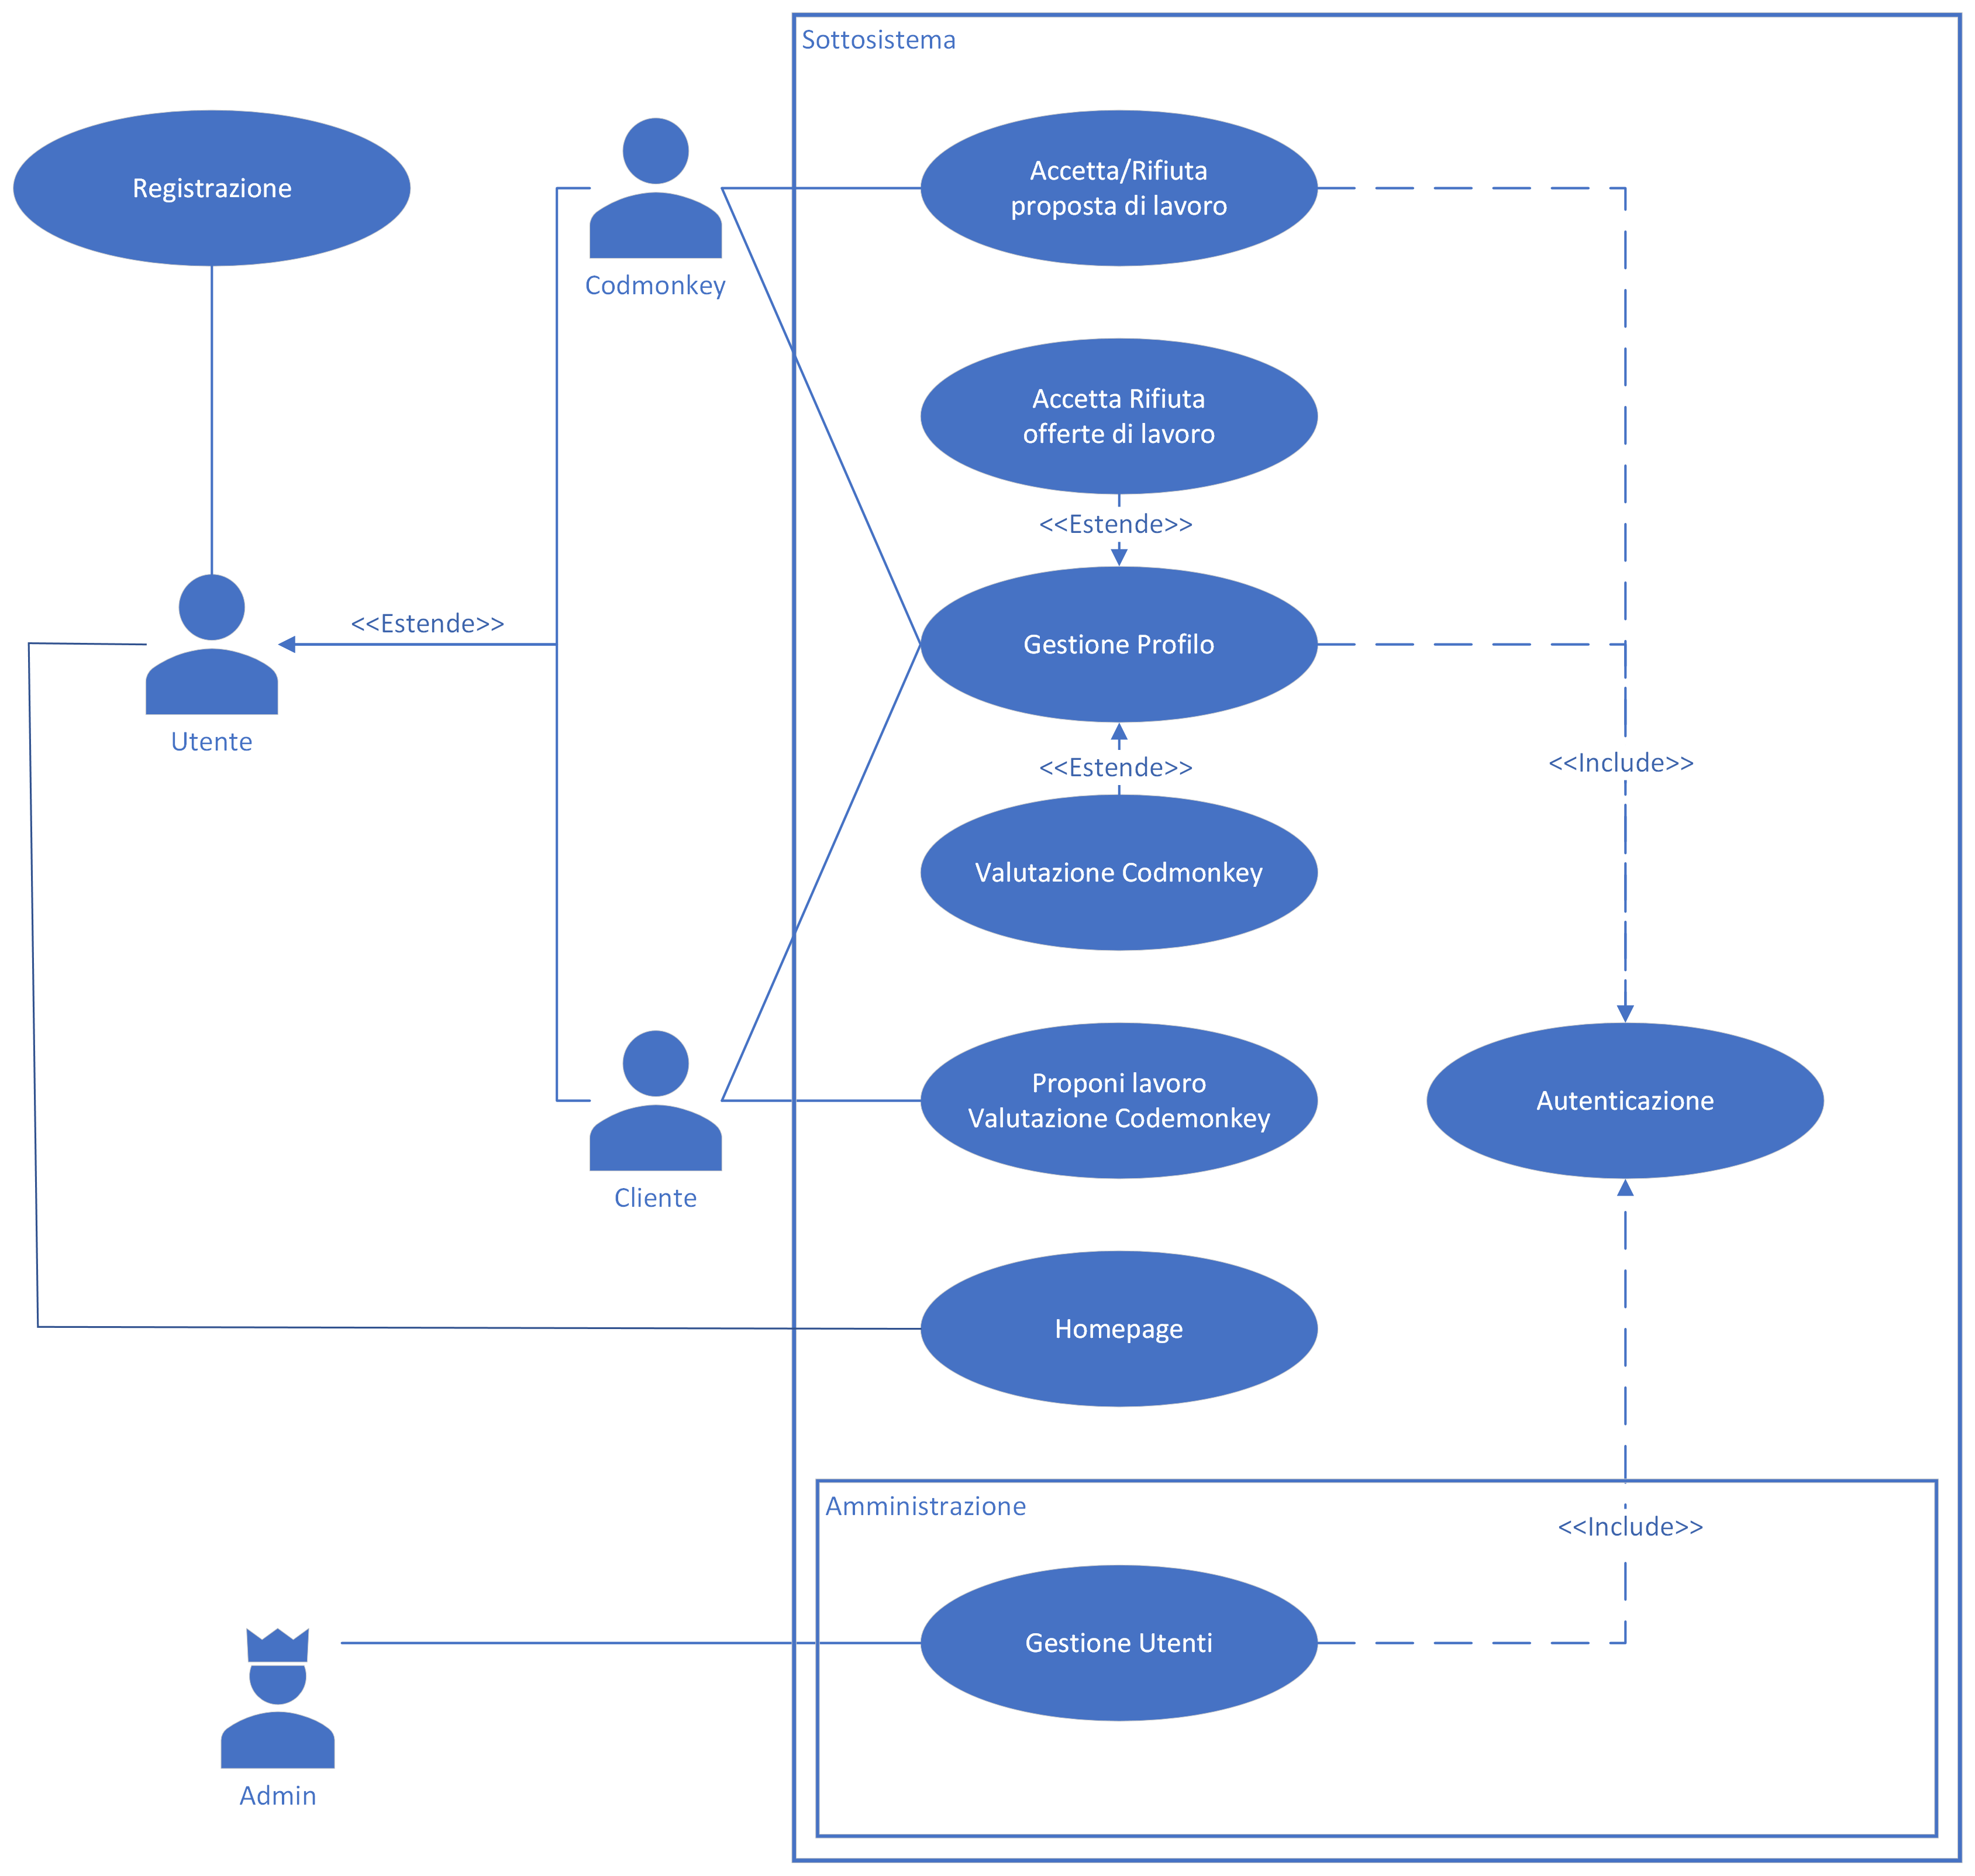 Sottosistema
Registrazione
Codmonkey
Accetta/Rifiuta
proposta di lavoro
Accetta Rifiuta
offerte di lavoro
<<Estende>>
<<Estende>>
Utente
Gestione Profilo
<<Estende>>
<<Include>>
Valutazione Codmonkey
Cliente
Proponi lavoro
Valutazione Codemonkey
Autenticazione
Homepage
Amministrazione
<<Include>>
Gestione Utenti
Admin